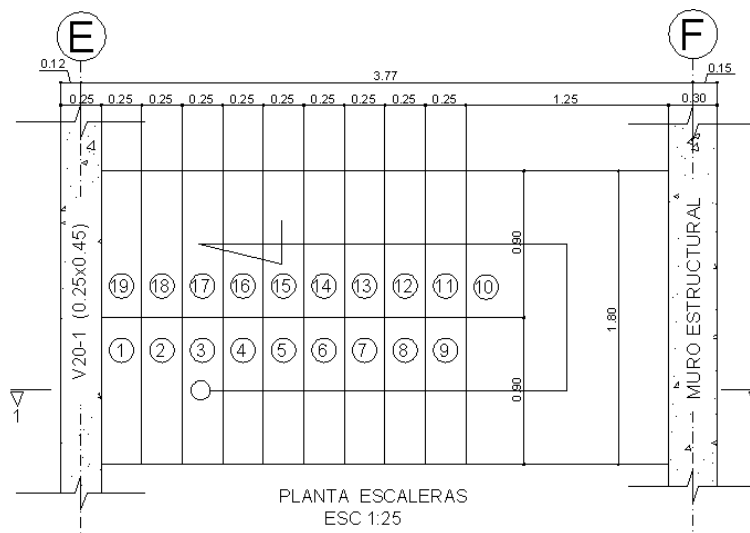 E F
0.12 3.77 0.15
0.25 0.25 0.25 0.25 0.25 0.25 0.25 0.25 0.25 0.25 1.25 0.30
V20-1 (0.25x0.45)
19 18 17 16 15 14 13 12 11 10
1 2 3 4 5 6 7 8 9
0.90
0.90
1.80
MURO ESTRUCTURAL
1
PLANTA ESCALERAS
ESC 1:25